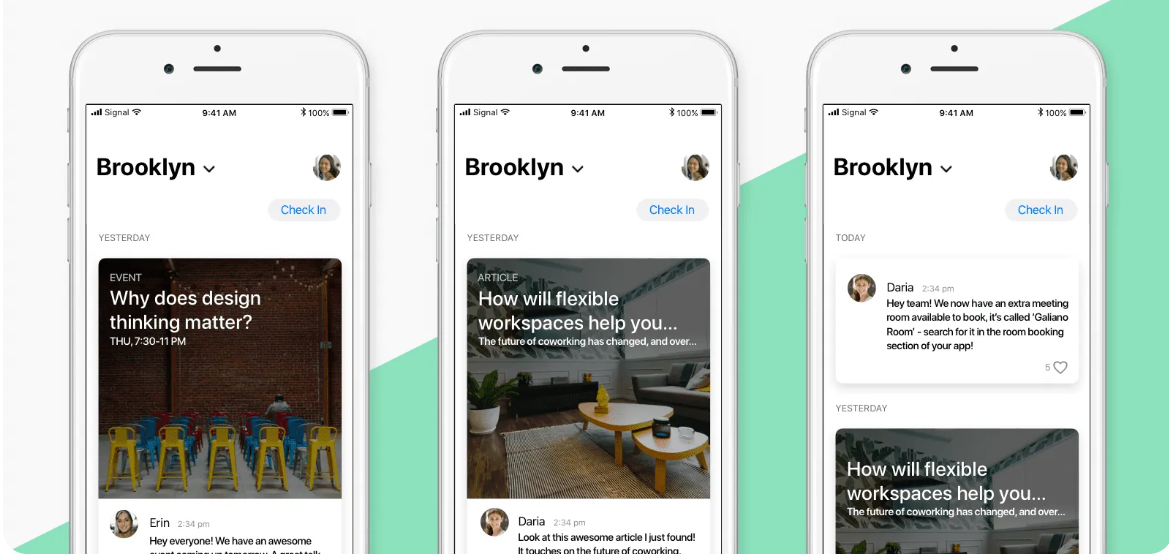 Signal 9:41 AM 100%
Brooklyn
Check In
YESTERDAY
EVENT
Why does design
thinking matter?
THU, 7:30-11 PM
Erin 2:34 pm
Hey everyone! We have an awesome
event coming up tomorrow. A great talk
Signal 9:41 AM 100%
Brooklyn
Check In
YESTERDAY
ARTICLE
How will flexible
workspaces help you...
The future of coworking has changed, and over...
Daria 2:34 pm
Look at this awesome article I just found!
It touches on the future of coworking,
Signal 9:41 AM 100%
Brooklyn
Check In
TODAY
Daria 2:34 pm
Hey team! We now have an extra meeting
room available to book, it's called 'Galiano
Room' - search for it in the room booking
section of your app!
5
YESTERDAY
How will flexible
workspaces help you...
The future of coworking has changed, and over...